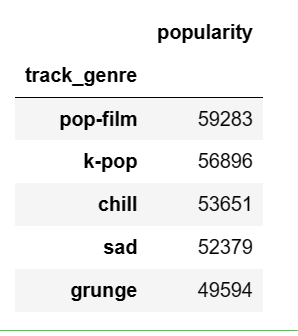 popularity
track_genre
pop-film 59283
k-pop 56896
chill 53651
sad 52379
grunge 49594